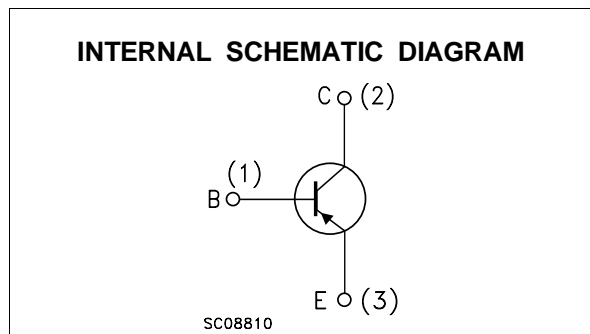 INTERNAL SCHEMATIC DIAGRAM
C (2)
(1)
B
E (3)
SC08810